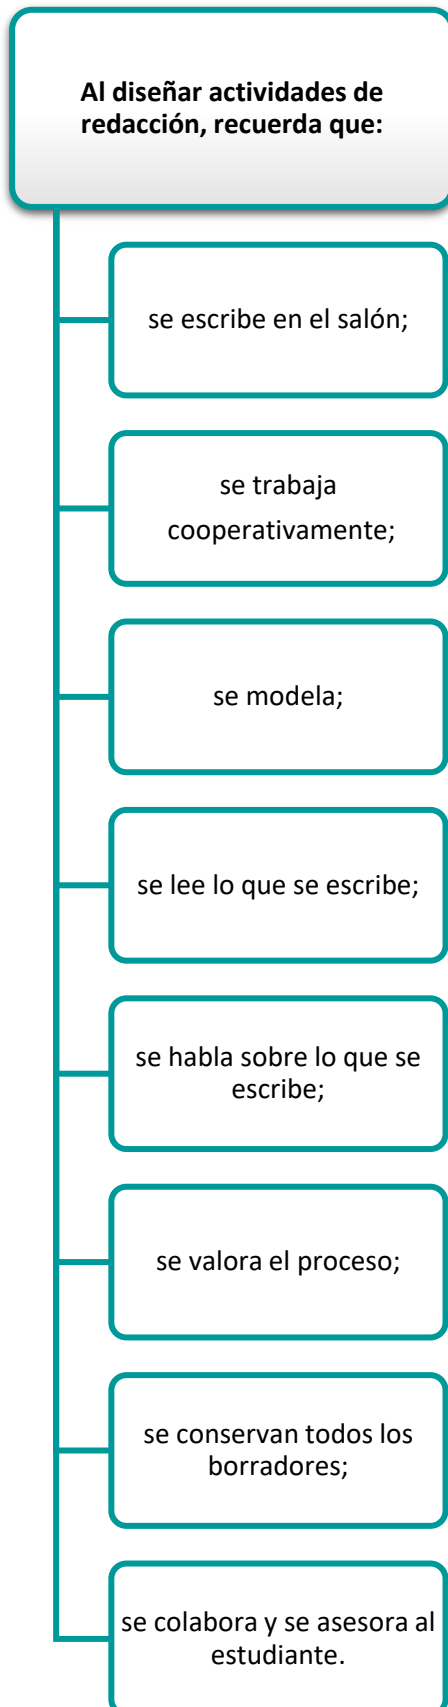 Al diseñar actividades de
redacción, recuerda que:
se escribe en el salón;
se trabaja
cooperativamente;
se modela;
se lee lo que se escribe;
se habla sobre lo que se
escribe;
se valora el proceso;
se conservan todos los
borradores;
se colabora y se asesora al
estudiante.